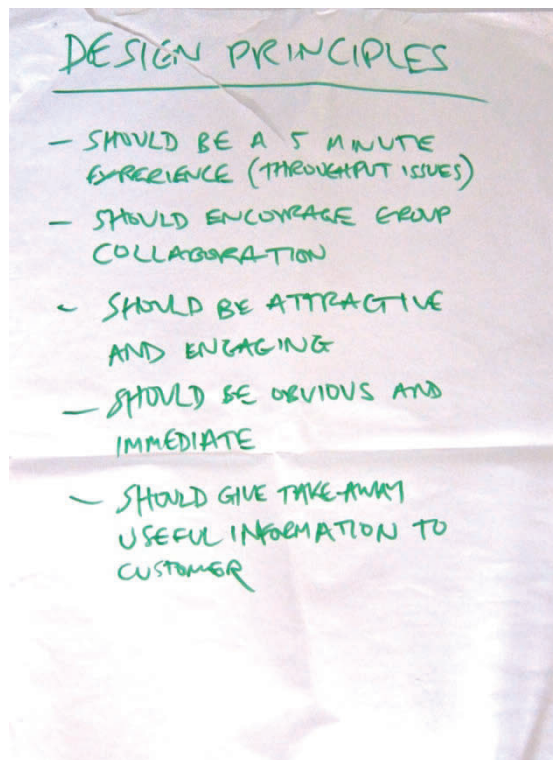 DESIGN PRINCIPLES
- SHOULD BE A 5 MINUTE
EXPERIENCE (THROUGHPUT ISSUES)
- SHOULD ENCOURAGE GROUP
COLLABORATION
- SHOULD BE ATTRACTIVE
AND ENGAGING
- SHOULD BE OBVIOUS AND
IMMEDIATE
- SHOULD GIVE TAKE-AWAY
USEFUL INFORMATION TO
CUSTOMER